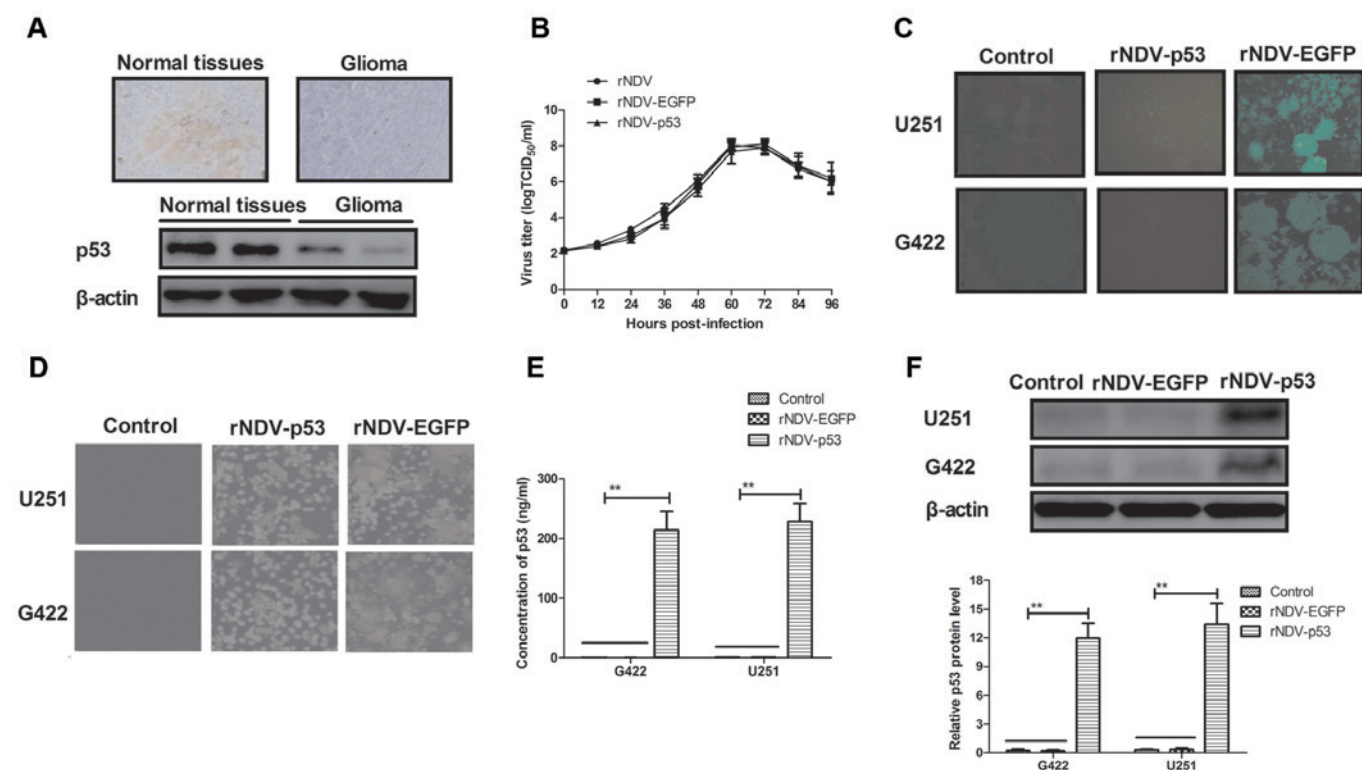 A
Normal tissues Glioma
Normal tissues Glioma
p53
β-actin
B
rNDV
rNDV-EGFP
rNDV-p53
Virus titer (logTCID50/ml)
10
8
6
4
2
0
0 12 24 36 48 60 72 84 96
Hours post-infection
C
Control rNDV-p53 rNDV-EGFP
U251
G422
D
Control rNDV-p53 rNDV-EGFP
U251
G422
E
Control
rNDV-EGFP
rNDV-p53
Concentration of p53 (ng/ml)
300
200
100
0
** **
G422 U251
F
Control rNDV-EGFP rNDV-p53
U251
G422
β-actin
Control
rNDV-EGFP
rNDV-p53
Relative p53 protein level
18
15
12
9
6
3
0
** **
G422 U251